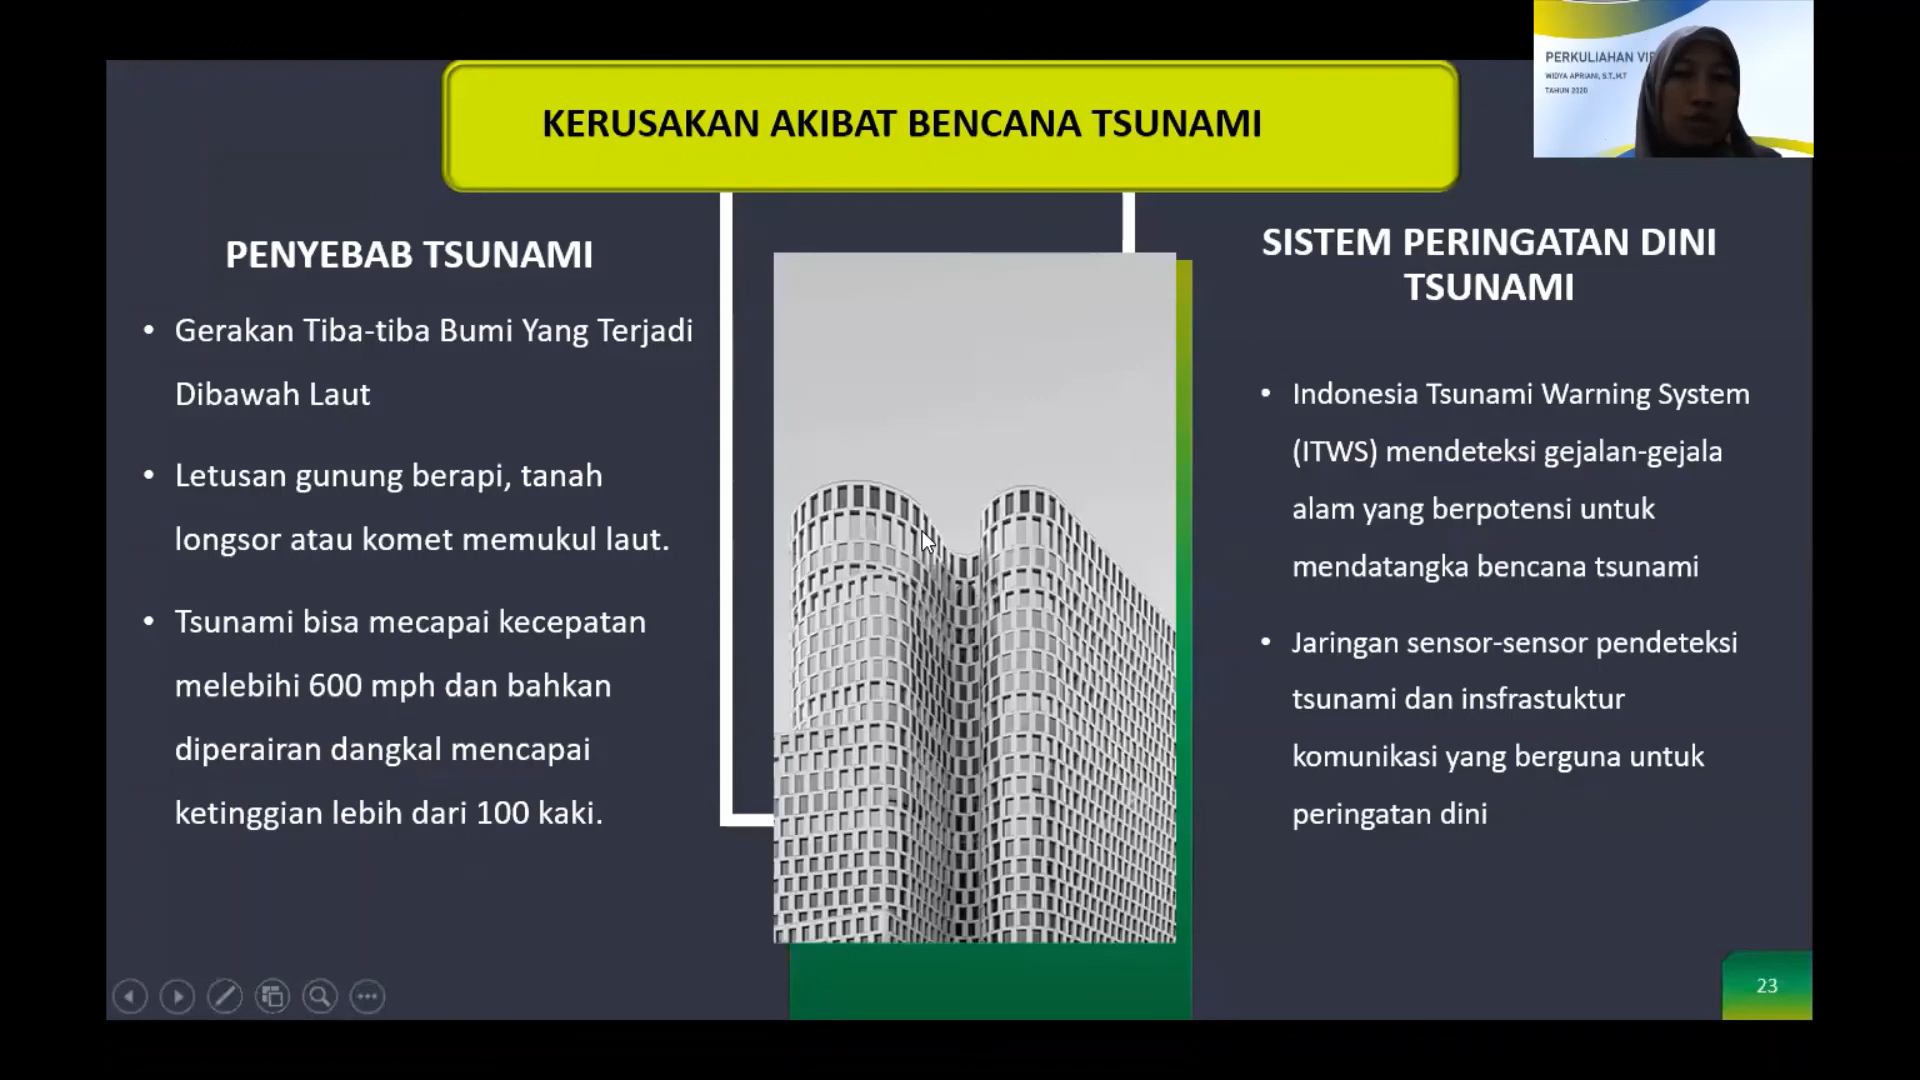 KERUSAKAN AKIBAT BENCANA TSUNAMI
PERKULIAHAN
WIDYA APRIANI, S.T.,M.T
TAHUN 2020
PENYEBAB TSUNAMI
• Gerakan Tiba-tiba Bumi Yang Terjadi
Dibawah Laut
• Letusan gunung berapi, tanah
longsor atau komet memukul laut.
• Tsunami bisa mecapai kecepatan
melebihi 600 mph dan bahkan
diperairan dangkal mencapai
ketinggian lebih dari 100 kaki.
SISTEM PERINGATAN DINI
TSUNAMI
• Indonesia Tsunami Warning System
(ITWS) mendeteksi gejalan-gejala
alam yang berpotensi untuk
mendatangka bencana tsunami
• Jaringan sensor-sensor pendeteksi
tsunami dan insfrastuktur
komunikasi yang berguna untuk
peringatan dini
23